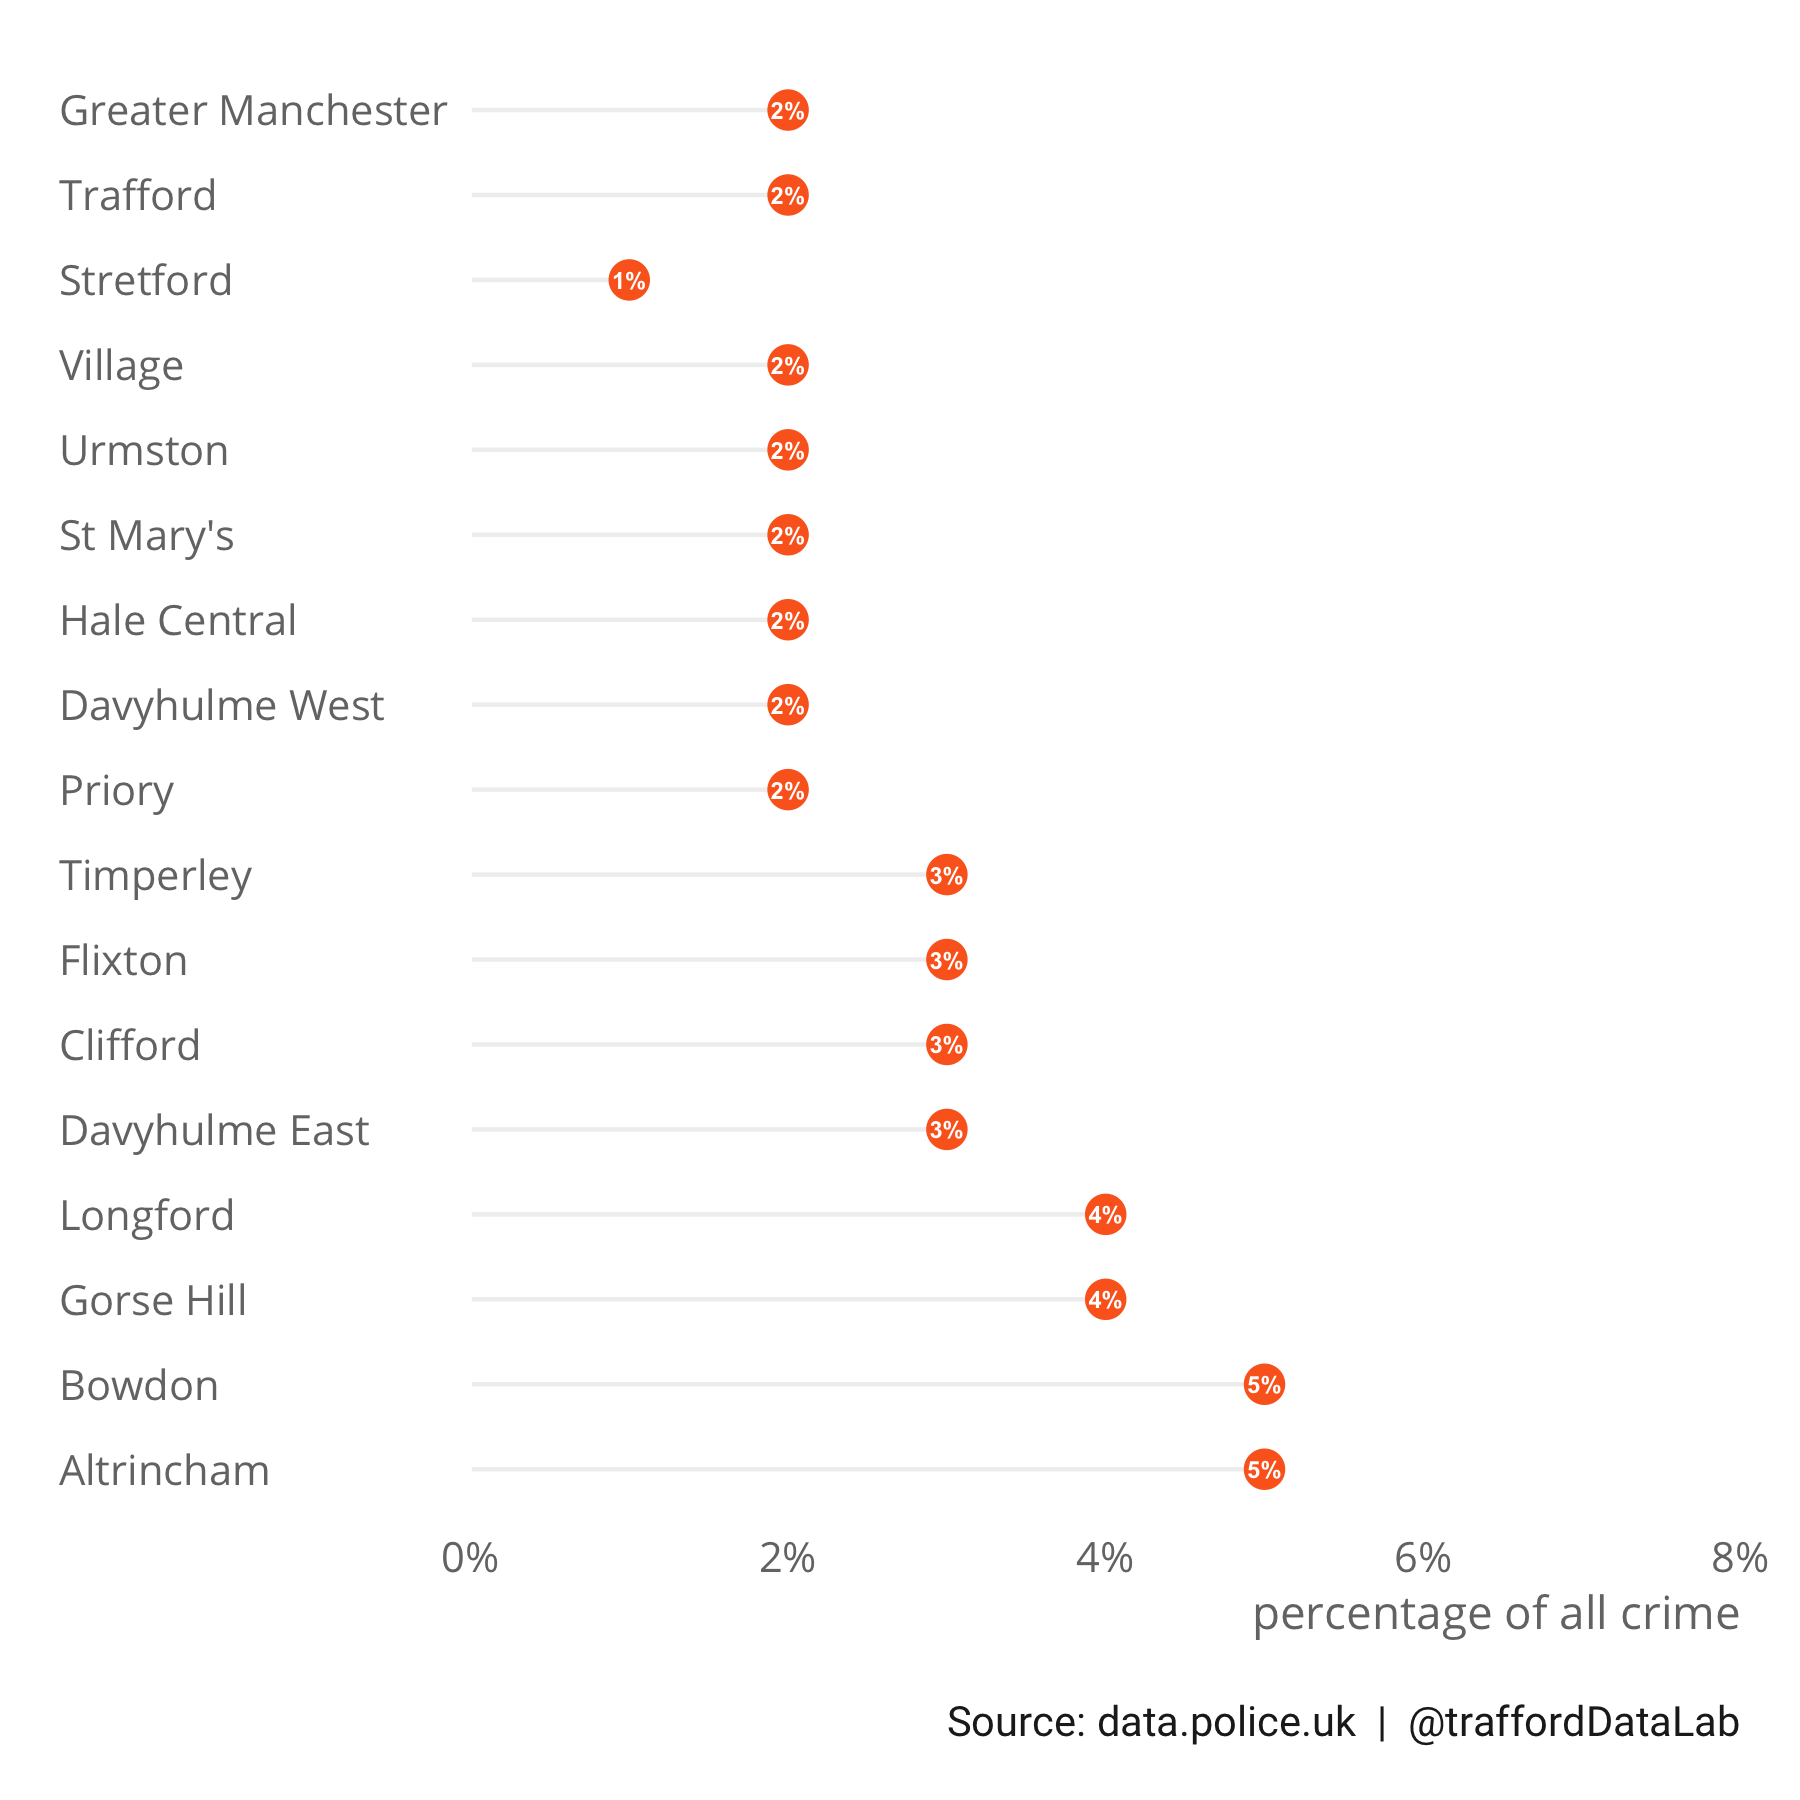 Greater Manchester 2%
Trafford 2%
Stretford 1%
Village 2%
Urmston 2%
St Mary's 2%
Hale Central 2%
Davyhulme West 2%
Priory 2%
Timperley 3%
Flixton 3%
Clifford 3%
Davyhulme East 3%
Longford 4%
Gorse Hill 4%
Bowdon 5%
Altrincham 5%
0% 2% 4% 6% 8%
percentage of all crime
Source: data.police.uk | @traffordDataLab